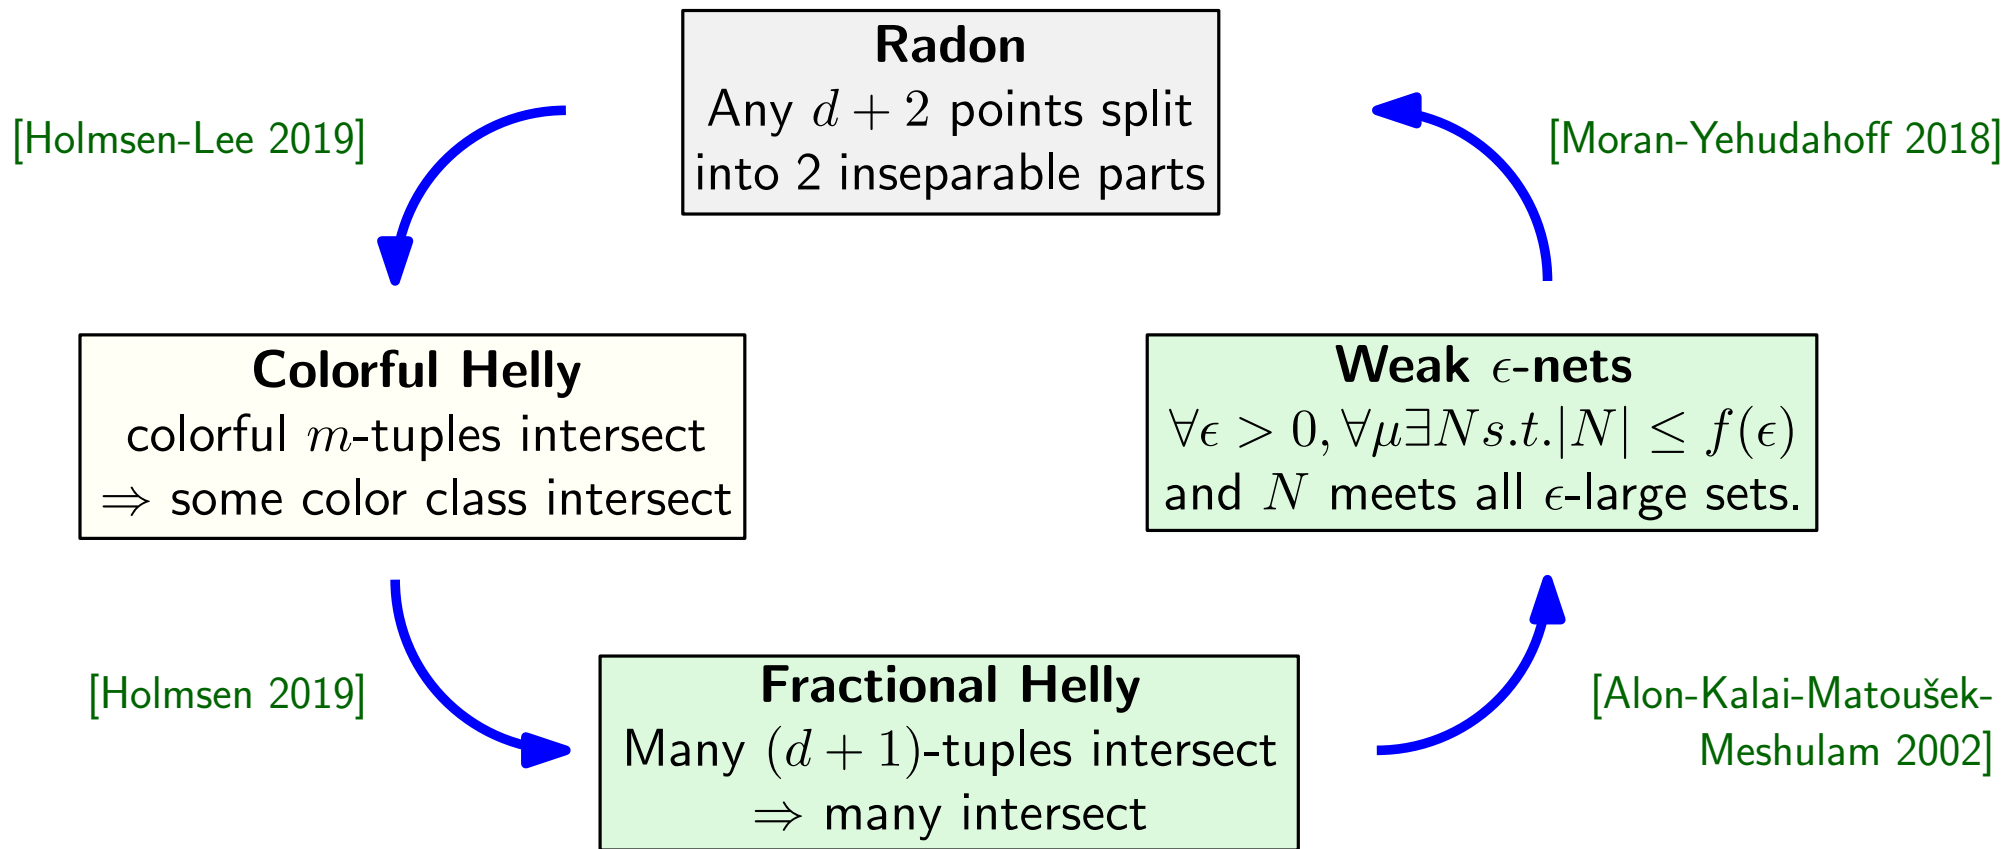 Radon
Any d + 2 points split
into 2 inseparable parts
[Holmsen-Lee 2019]
[Moran-Yehudahoff 2018]
Colorful Helly
colorful m-tuples intersect
⇒ some color class intersect
Weak ϵ-nets
∀ϵ > 0, ∀μ∃Ns.t.|N| ≤ f(ϵ)
and N meets all ϵ-large sets.
[Holmsen 2019]
Fractional Helly
Many (d + 1)-tuples intersect
⇒ many intersect
[Alon-Kalai-Matoušek-
Meshulam 2002]